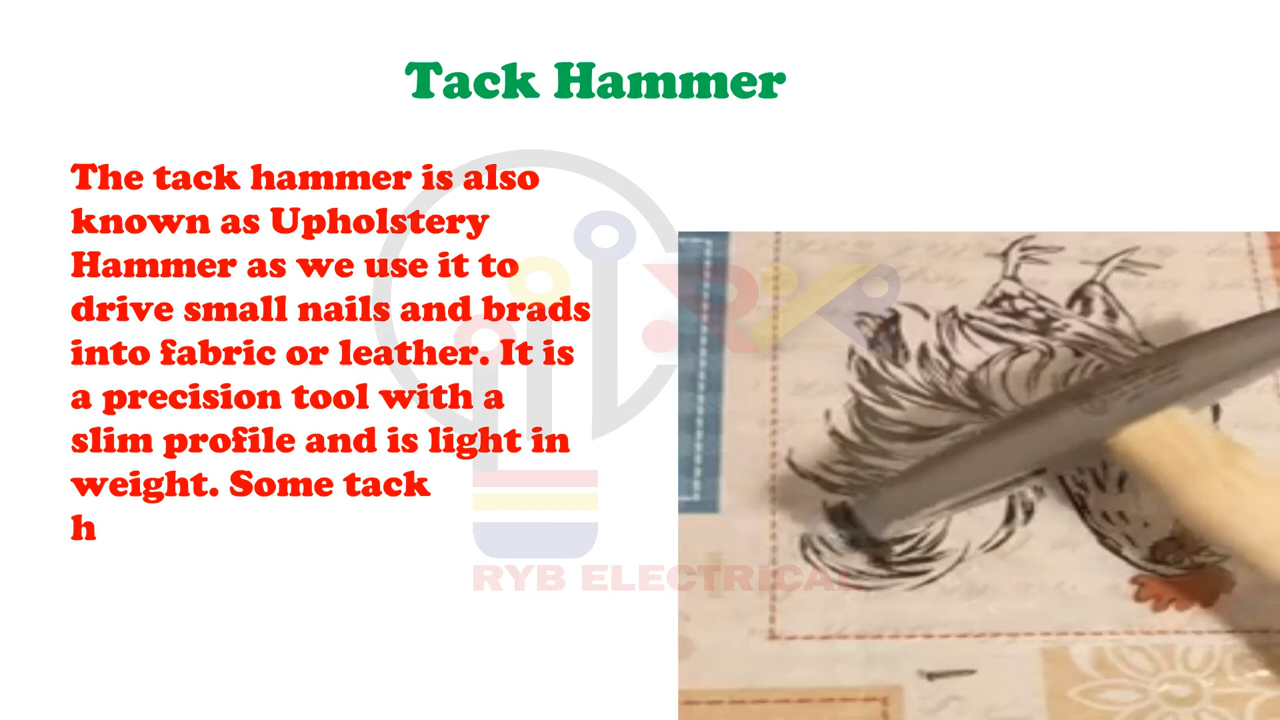 Tack Hammer
The tack hammer is also
known as Upholstery
Hammer as we use it to
drive small nails and brads
into fabric or leather. It is
a precision tool with a
slim profile and is light in
weight. Some tack
h
RYB ELECTRICAL